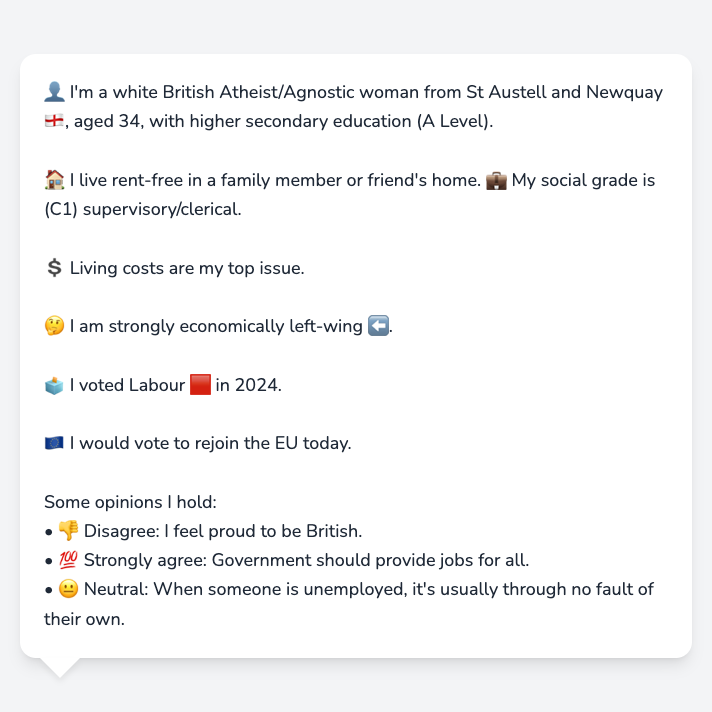 👤 I'm a white British Atheist/Agnostic woman from St Austell and Newquay
🏴󠁧󠁢󠁥󠁮󠁧󠁿, aged 34, with higher secondary education (A Level).
🏠 I live rent-free in a family member or friend's home. 💼 My social grade is
(C1) supervisory/clerical.
💲 Living costs are my top issue.
🤔 I am strongly economically left-wing ⬅️.
🗳️ I voted Labour 🟥 in 2024.
🇪🇺 I would vote to rejoin the EU today.
Some opinions I hold:
• 👎 Disagree: I feel proud to be British.
• 💯 Strongly agree: Government should provide jobs for all.
• 😐 Neutral: When someone is unemployed, it's usually through no fault of
their own.